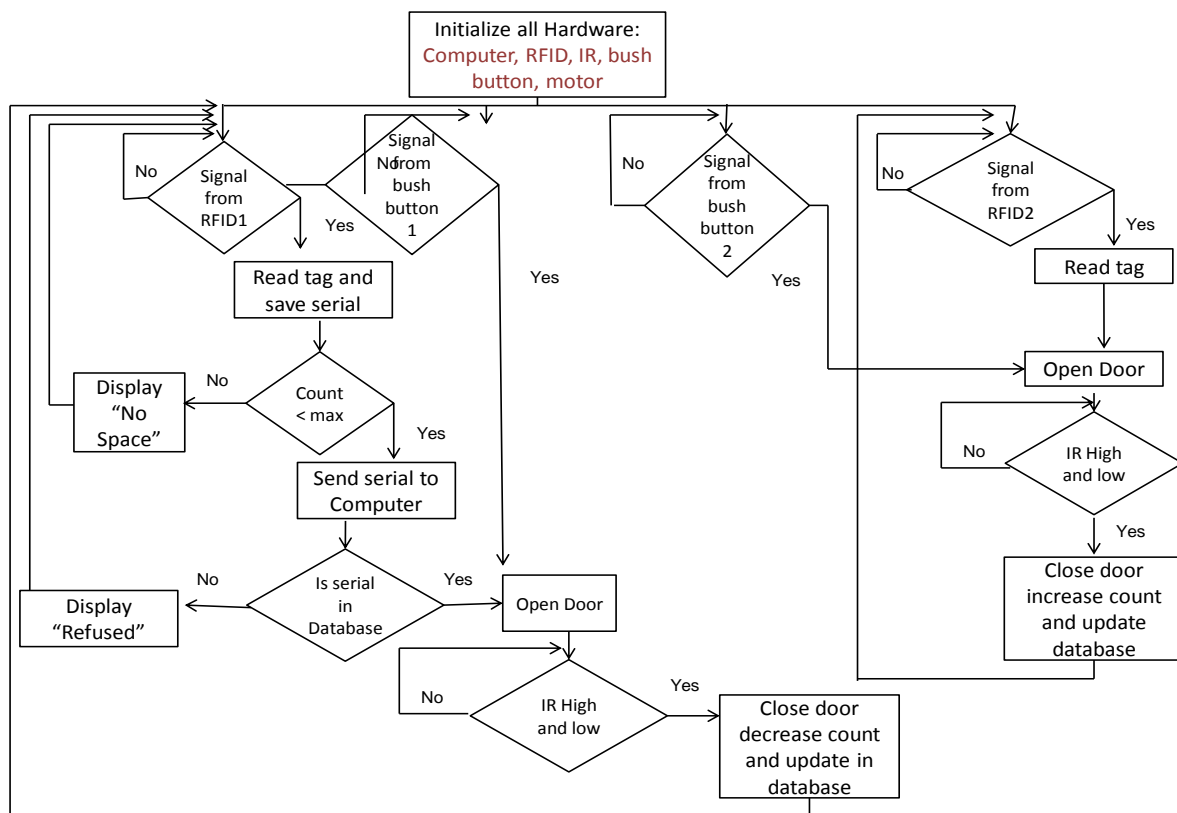 Initialize all Hardware:
Computer, RFID, IR, bush
button, motor
No
Signal
from
RFID1
Yes
No
Signal
from
bush
button
1
Yes
No
Signal
from
bush
button
2
Yes
No
Signal
from
RFID2
Yes
Read tag and
save serial
Read tag
Open Door
Count
< max
No
Yes
Display
“No
Space”
Send serial to
Computer
Is serial
in
Database
No
Yes
Display
“Refused”
Open Door
No
IR High
and low
Yes
Close door
decrease count
and update in
database
No
IR High
and low
Yes
Close door
increase count
and update
database